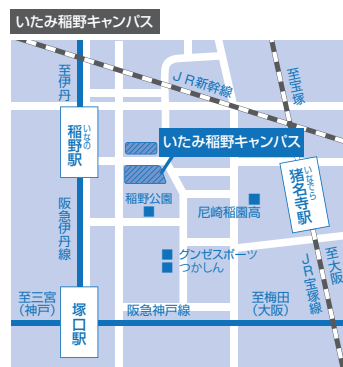 いたみ稲野キャンパス
至伊丹
JR新幹線
至宝塚
いなの
稲野駅
いたみ稲野キャンパス
いなでら
猪名寺駅
稲野公園
尼崎稲園高
阪急伊丹線
グンゼスポーツ
つかしん
至大阪
JR宝塚線
至三宮
(神戸)
塚口駅
阪急神戸線
至梅田
(大阪)